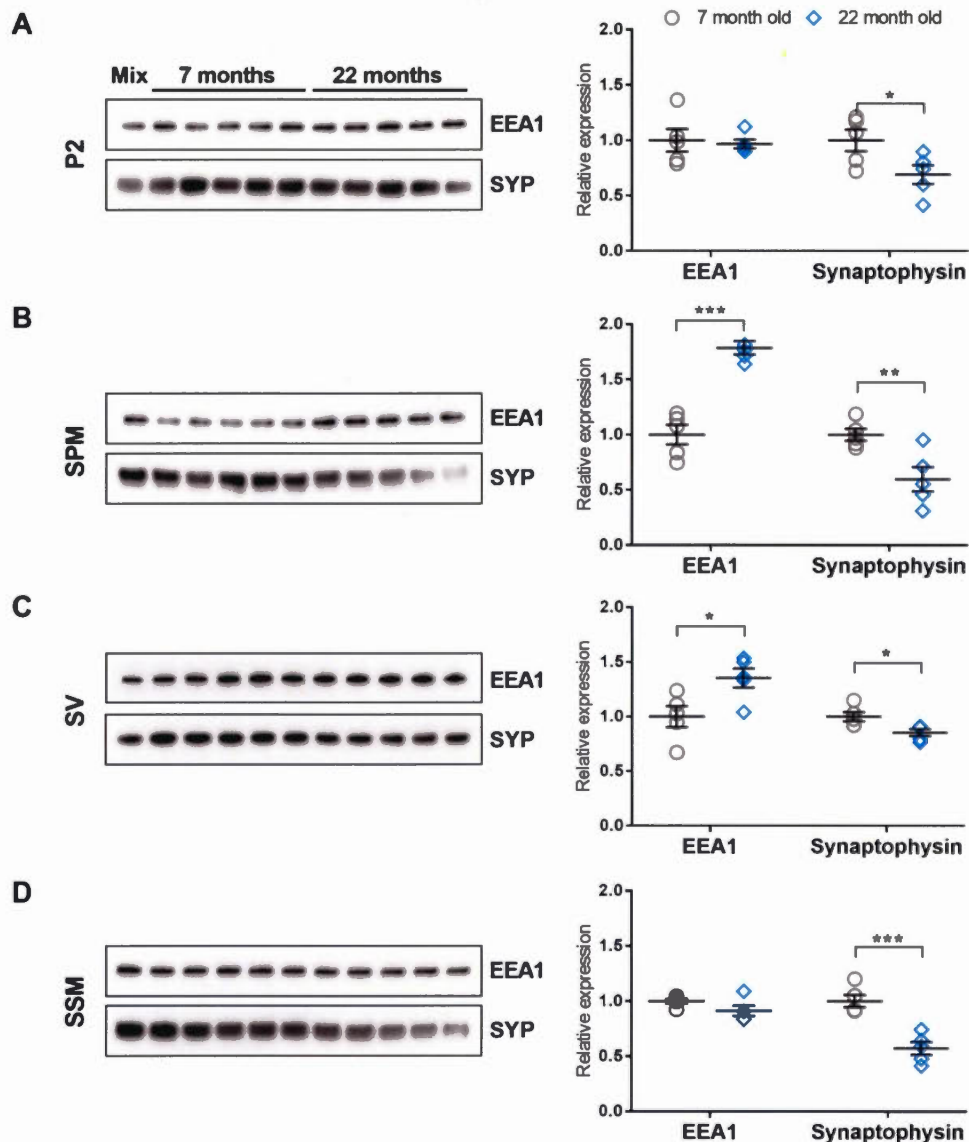 A
7 month old 22 month old
Mix 7 months 22 months
P2
EEA1
SYP
Relative expression
2.0
1.5
1.0
0.5
0.0
*
EEA1 Synaptophysin
B
SPM
EEA1
SYP
Relative expression
2.0
1.5
1.0
0.5
0.0
***
**
EEA1 Synaptophysin
C
SV
EEA1
SYP
Relative expression
2.0
1.5
1.0
0.5
0.0
*
*
EEA1 Synaptophysin
D
SSM
EEA1
SYP
Relative expression
2.0
1.5
1.0
0.5
0.0
***
EEA1 Synaptophysin